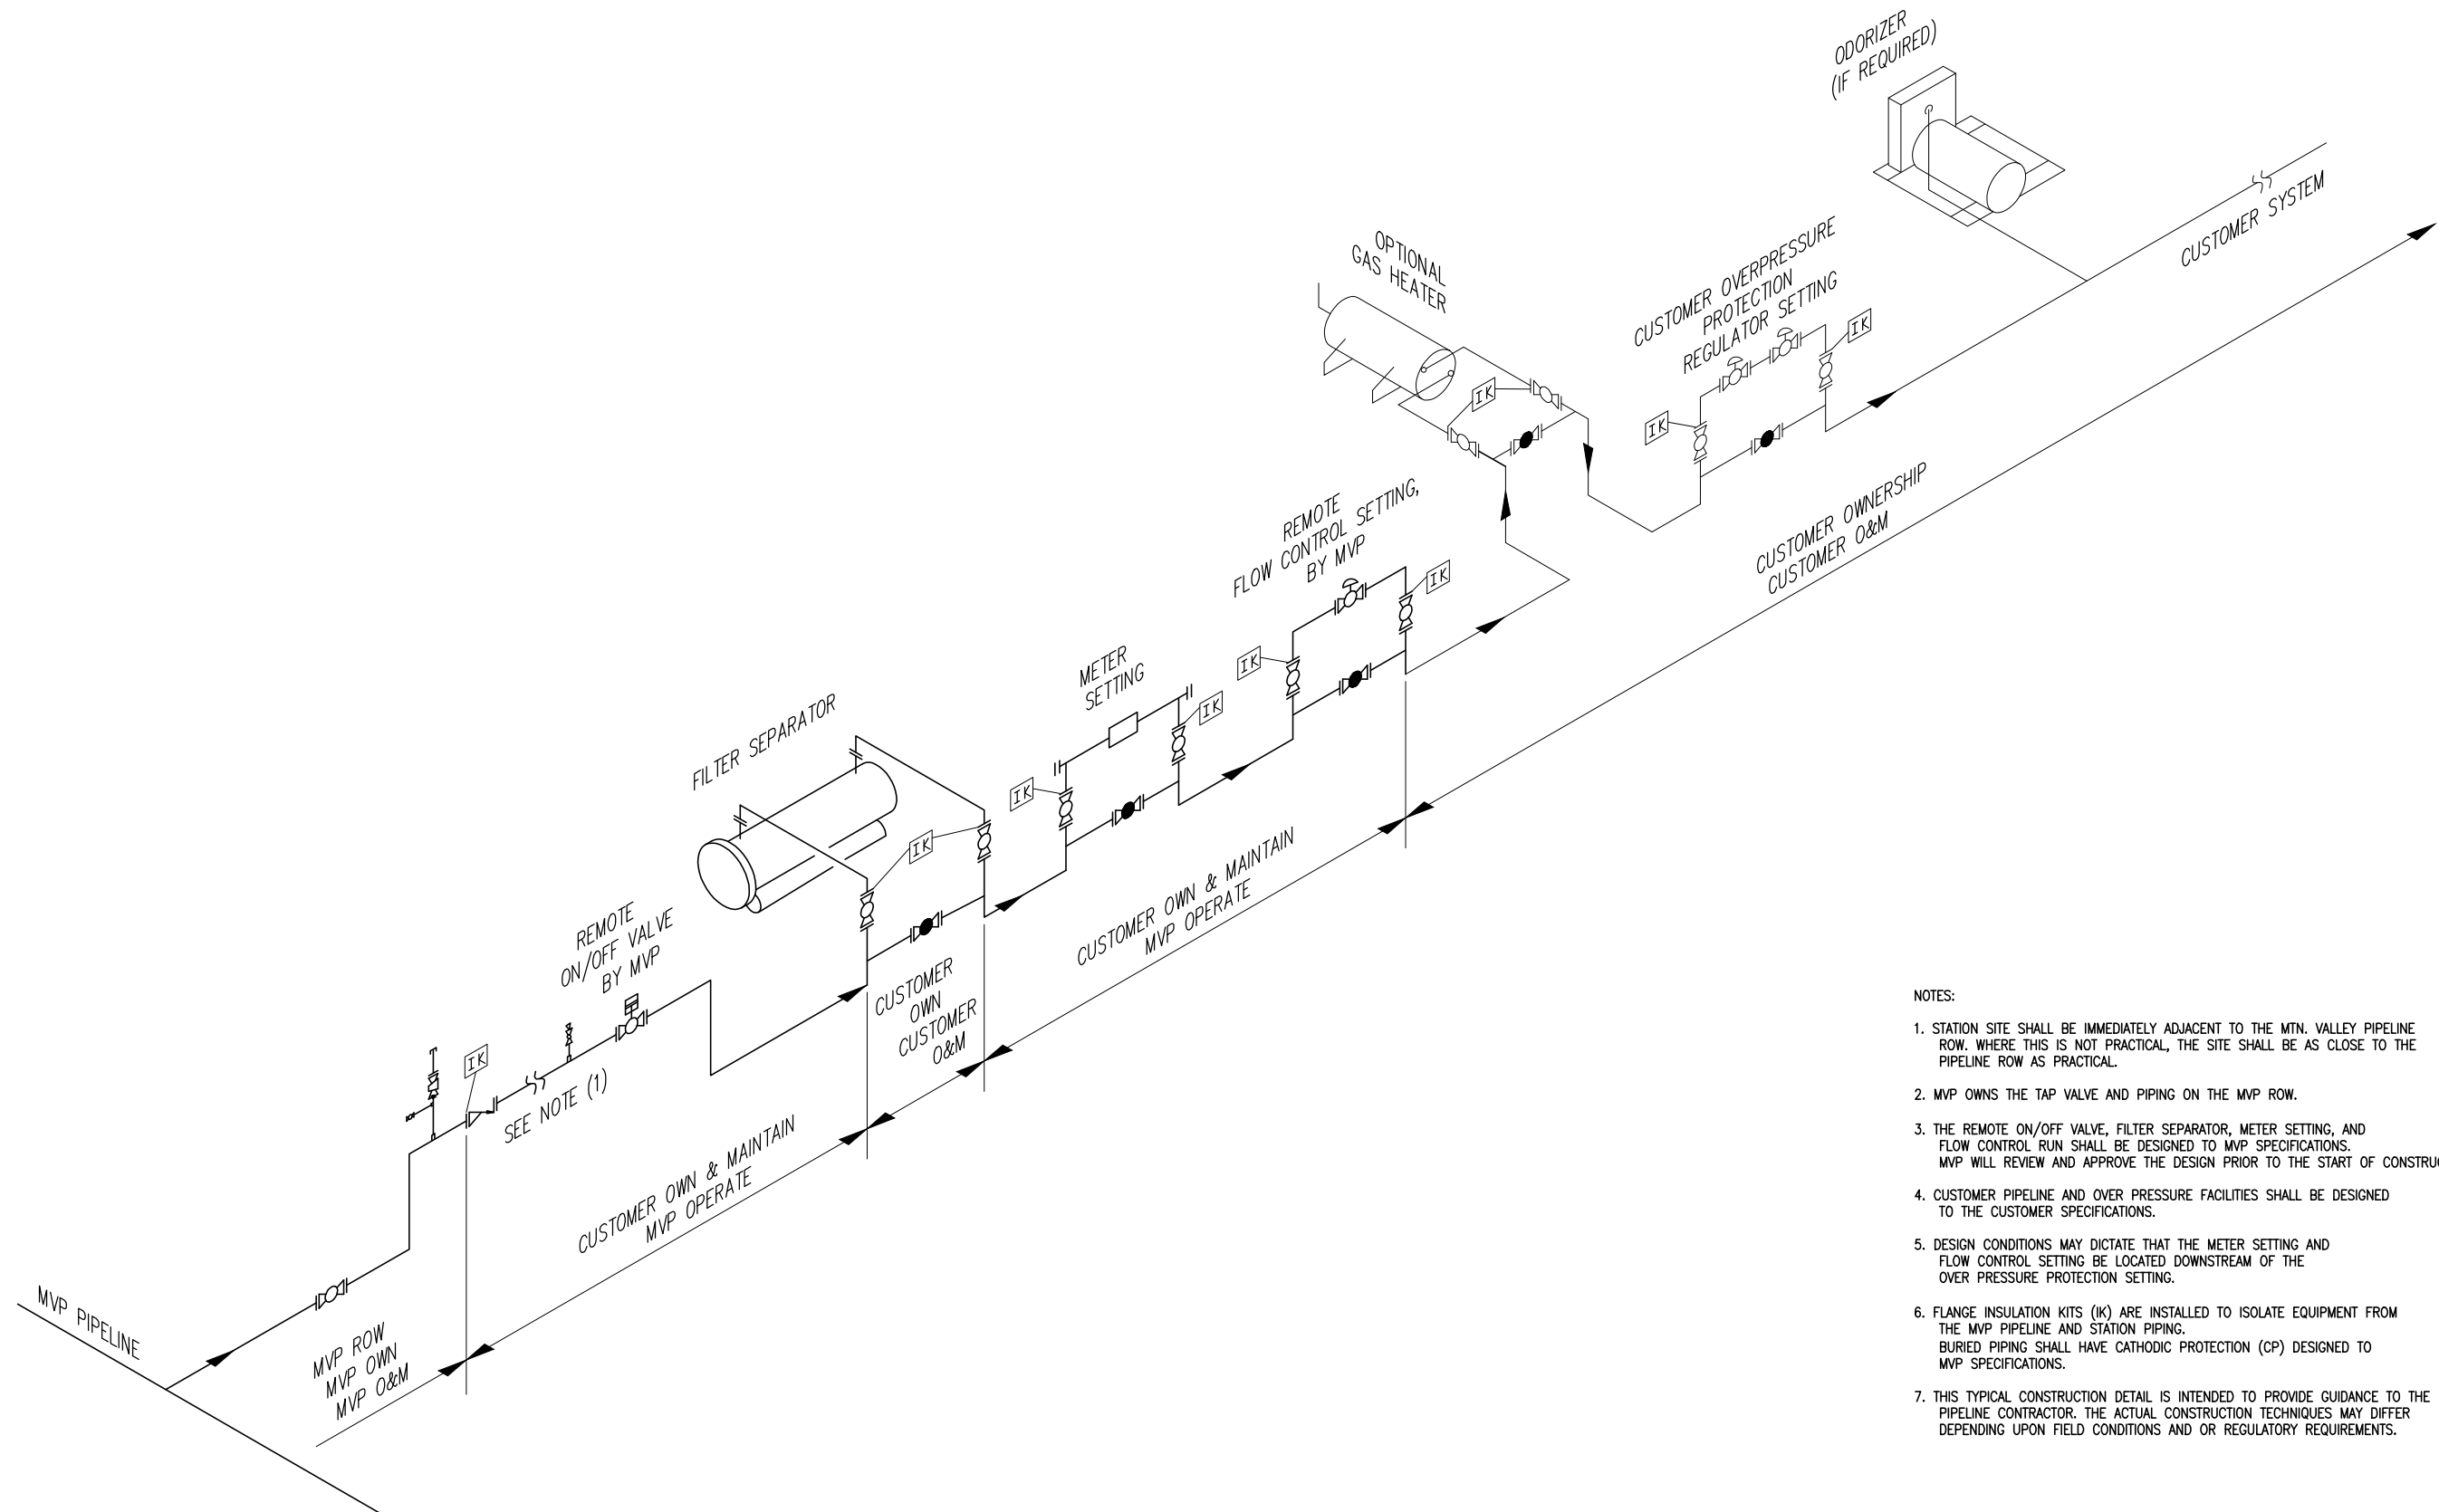 ODORIZER
(IF REQUIRED)
CUSTOMER SYSTEM
OPTIONAL
GAS HEATER
CUSTOMER OVERPRESSURE
PROTECTION
REGULATOR SETTING
IK
IK
IK
CUSTOMER OWNERSHIP
CUSTOMER O&M
REMOTE
FLOW CONTROL SETTING,
BY MVP
IK
IK
METER
SETTING
IK
IK
FILTER SEPARATOR
IK
CUSTOMER OWN & MAINTAIN
MVP OPERATE
REMOTE
ON/OFF VALVE
BY MVP
CUSTOMER
OWN
CUSTOMER
O&M
IK
SEE NOTE (1)
CUSTOMER OWN & MAINTAIN
MVP OPERATE
MVP PIPELINE
MVP ROW
MVP OWN
MVP O&M
NOTES:
1. STATION SITE SHALL BE IMMEDIATELY ADJACENT TO THE MTN. VALLEY PIPELINE
ROW. WHERE THIS IS NOT PRACTICAL, THE SITE SHALL BE AS CLOSE TO THE
PIPELINE ROW AS PRACTICAL.
2. MVP OWNS THE TAP VALVE AND PIPING ON THE MVP ROW.
3. THE REMOTE ON/OFF VALVE, FILTER SEPARATOR, METER SETTING, AND
FLOW CONTROL RUN SHALL BE DESIGNED TO MVP SPECIFICATIONS.
MVP WILL REVIEW AND APPROVE THE DESIGN PRIOR TO THE START OF
4. CUSTOMER PIPELINE AND OVER PRESSURE FACILITIES SHALL BE DESIGNED
TO THE CUSTOMER SPECIFICATIONS.
5. DESIGN CONDITIONS MAY DICTATE THAT THE METER SETTING AND
FLOW CONTROL SETTING BE LOCATED DOWNSTREAM OF THE
OVER PRESSURE PROTECTION SETTING.
6. FLANGE INSULATION KITS (IK) ARE INSTALLED TO ISOLATE EQUIPMENT FROM
THE MVP PIPELINE AND STATION PIPING.
BURIED PIPING SHALL HAVE CATHODIC PROTECTION (CP) DESIGNED TO
MVP SPECIFICATIONS.
7. THIS TYPICAL CONSTRUCTION DETAIL IS INTENDED TO PROVIDE GUIDANCE TO THE
PIPELINE CONTRACTOR. THE ACTUAL CONSTRUCTION TECHNIQUES MAY DIFFER
DEPENDING UPON FIELD CONDITIONS AND OR REGULATORY REQUIREMENTS.